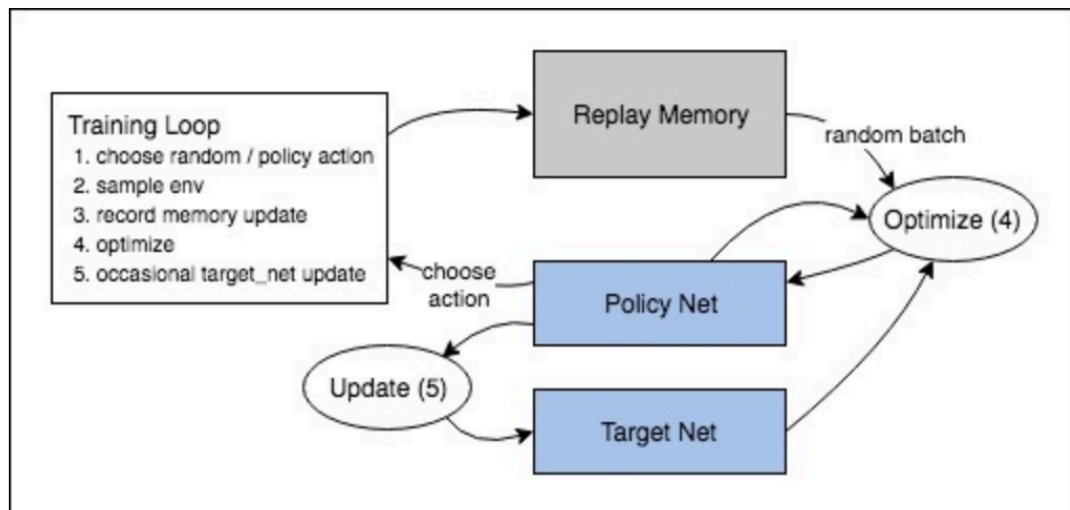 Training Loop
1. choose random / policy action
2. sample env
3. record memory update
4. optimize
5. occasional target_net update
Replay Memory
random batch
Optimize (4)
choose
action
Policy Net
Update (5)
Target Net